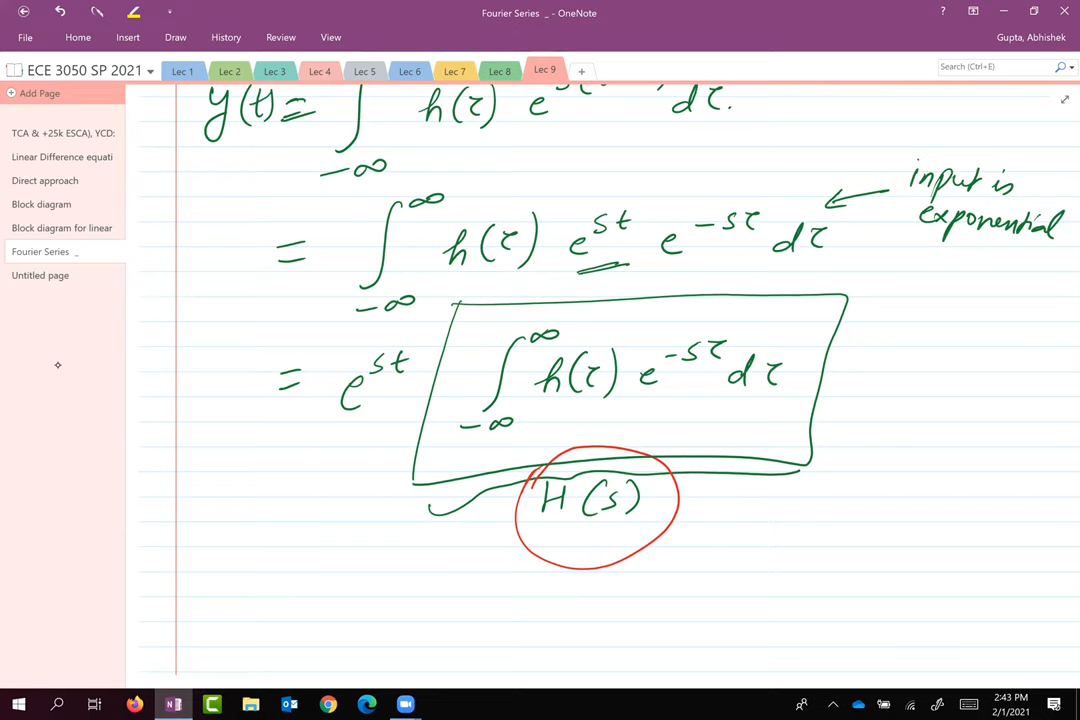 Fourier Series _ - OneNote
?
File Home Insert Draw History Review View
Gupta, Abhishek
ECE 3050 SP 2021
Lec 1 Lec 2 Lec 3 Lec 4 Lec 5 Lec 6 Lec 7 Lec 8 Lec 9 +
Search (Ctrl+E)
Add Page
TCA & +25k ESCA), YCD:
Linear Difference equati
Direct approach
Block diagram
Block diagram for linear
Fourier Series _
Untitled page
y(t) = ∫_{-∞} h(τ) e dτ.
= ∫_{-∞}^{∞} h(τ) e^{st} e^{-sτ} dτ
input is
exponential
= e^{st} ∫_{-∞}^{∞} h(τ) e^{-sτ} dτ
H(s)
2:43 PM
2/1/2021